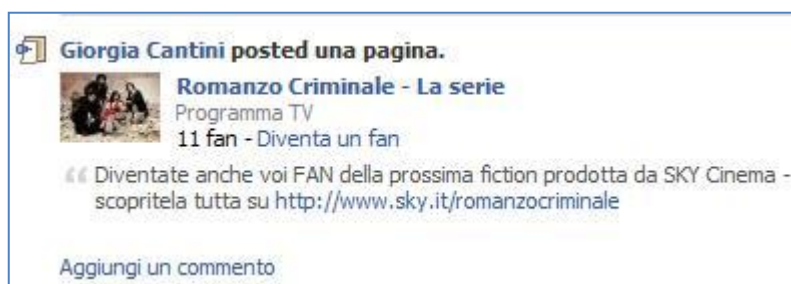 Giorgia Cantini posted una pagina.
Romanzo Criminale - La serie
Programma TV
11 fan - Diventa un fan
“ Diventate anche voi FAN della prossima fiction prodotta da SKY Cinema -
scopritela tutta su http://www.sky.it/romanzocriminale
Aggiungi un commento